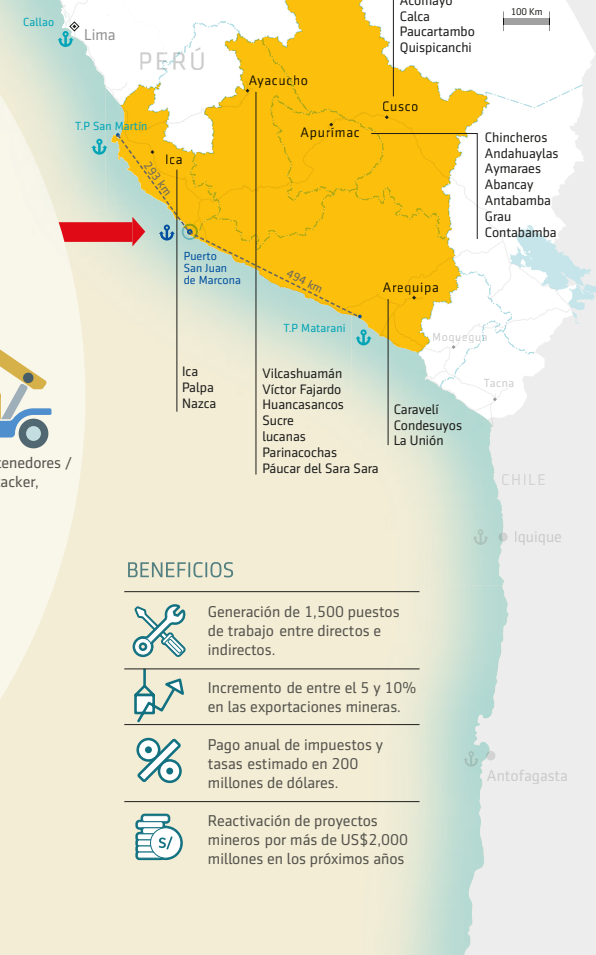 Acomayo
Calca
Paucartambo
Quispicanchi
100 Km
Callao
Lima
PERÚ
Ayacucho
Cusco
Apurímac
T.P San Martín
Ica
293 km
Chincheros
Andahuaylas
Aymaraes
Abancay
Antabamba
Grau
Contabamba
Puerto
San Juan
de Marcona
494 km
Arequipa
T.P Matarani
Moquegua
Tacna
Ica
Palpa
Nazca
Vilcashuamán
Víctor Fajardo
Huancasancos
Sucre
lucanas
Parinacochas
Páucar del Sara Sara
Caravelí
Condesuyos
La Unión
tenedores /
acker,
CHILE
Iquique
Antofagasta
BENEFICIOS
Generación de 1,500 puestos
de trabajo entre directos e
indirectos.
Incremento de entre el 5 y 10%
en las exportaciones mineras.
Pago anual de impuestos y
tasas estimado en 200
millones de dólares.
S/
Reactivación de proyectos
mineros por más de US$2,000
millones en los próximos años